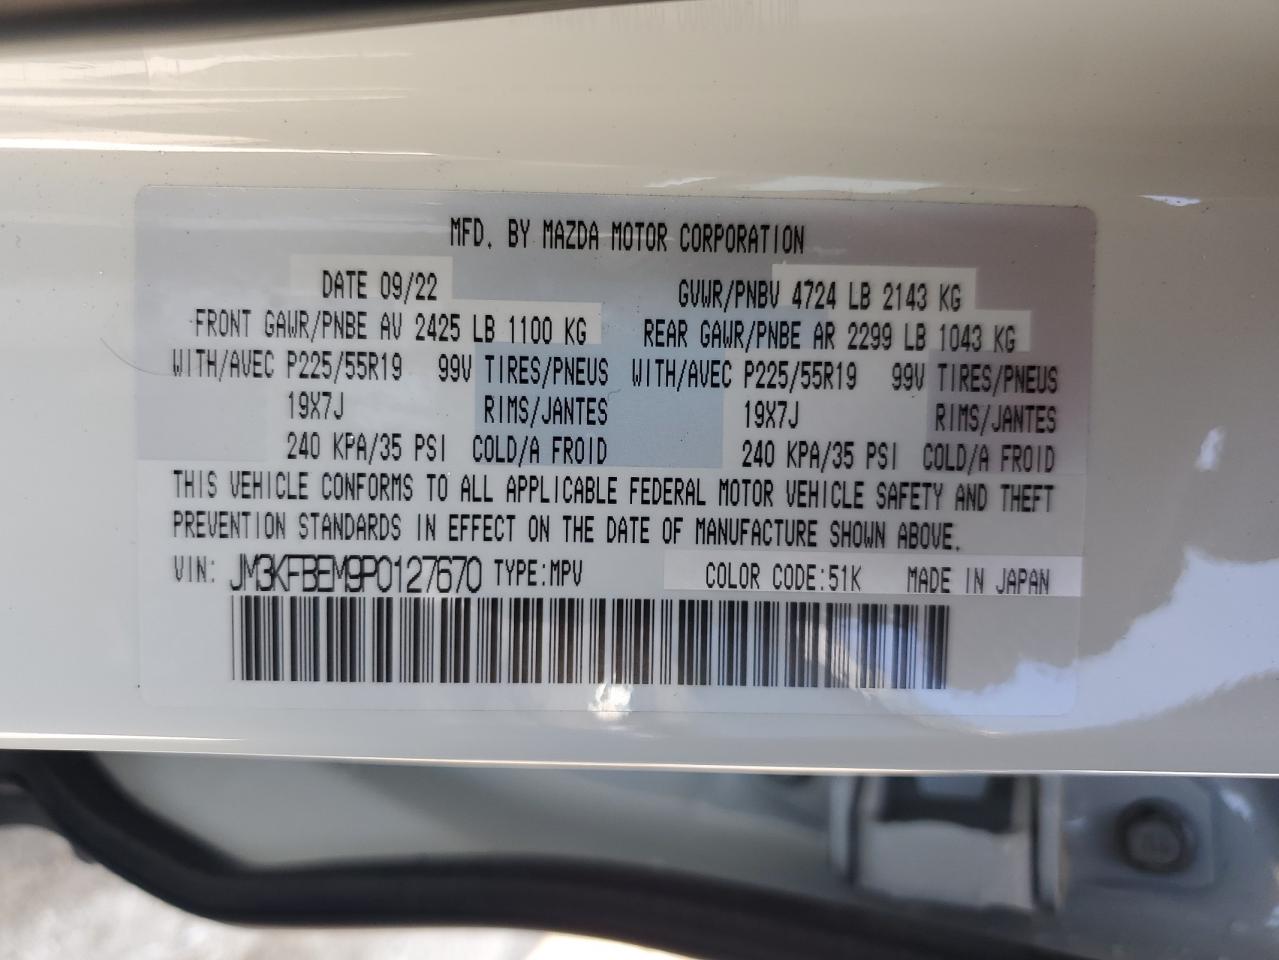 MFD. BY MAZDA MOTOR CORPORATION
DATE 09/22 GVWR/PNBV 4724 LB 2143 KG
FRONT GAWR/PNBE AV 2425 LB 1100 KG REAR GAWR/PNBE AR 2299 LB 1043 KG
WITH/AVEC P225/55R19 99V TIRES/PNEUS WITH/AVEC P225/55R19 99V TIRES/PNEUS
19X7J RIMS/JANTES 19X7J RIMS/JANTES
240 KPA/35 PSI COLD/A FROID 240 KPA/35 PSI COLD/A FROID
THIS VEHICLE CONFORMS TO ALL APPLICABLE FEDERAL MOTOR VEHICLE SAFETY AND THEFT
PREVENTION STANDARDS IN EFFECT ON THE DATE OF MANUFACTURE SHOWN ABOVE.
VIN: JM3KFBEM9P0127670 TYPE:MPV COLOR CODE:51K MADE IN JAPAN